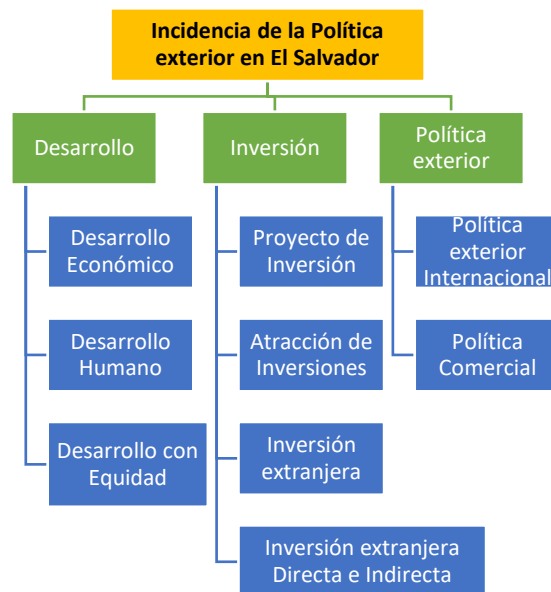 Incidencia de la Política
exterior en El Salvador
Desarrollo
Inversión
Política
exterior
Desarrollo
Económico
Proyecto de
Inversión
Política
exterior
Internacional
Desarrollo
Humano
Atracción de
Inversiones
Política
Comercial
Desarrollo con
Equidad
Inversión
extranjera
Inversión extranjera
Directa e Indirecta